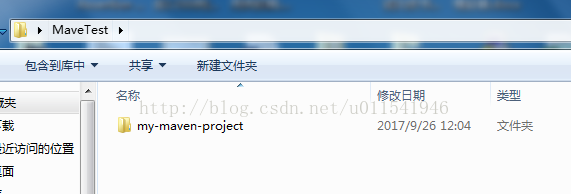 MaveTest
包含到库中 共享 新建文件夹
名称 修改日期 类型
http://blog.csdn.net/u011541946
my-maven-project 2017/9/26 12:04 文件夹
近访问的位置